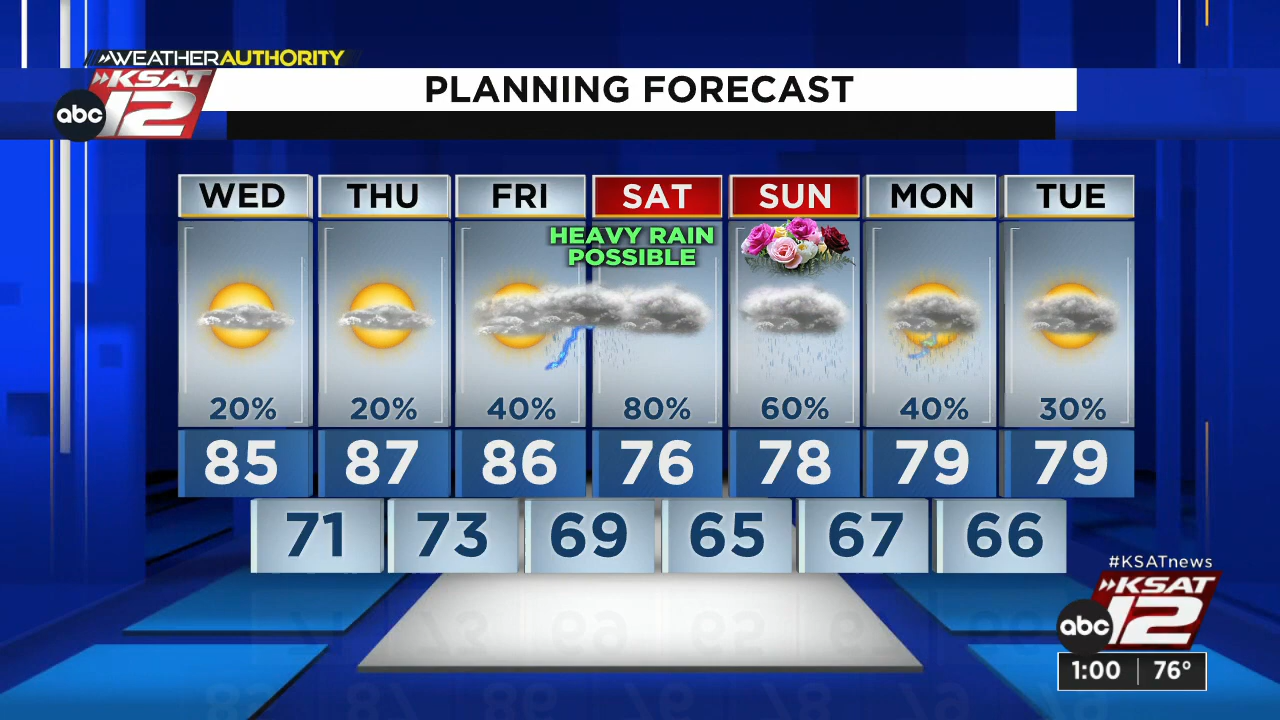 WEATHERAUTHORITY
KSAT
abc 12
PLANNING FORECAST
WED THU FRI SAT SUN MON TUE
HEAVY RAIN
POSSIBLE
20% 20% 40% 80% 60% 40% 30%
85 87 86 76 78 79 79
71 73 69 65 67 66
#KSATnews
KSAT
abc 12
1:00 76°